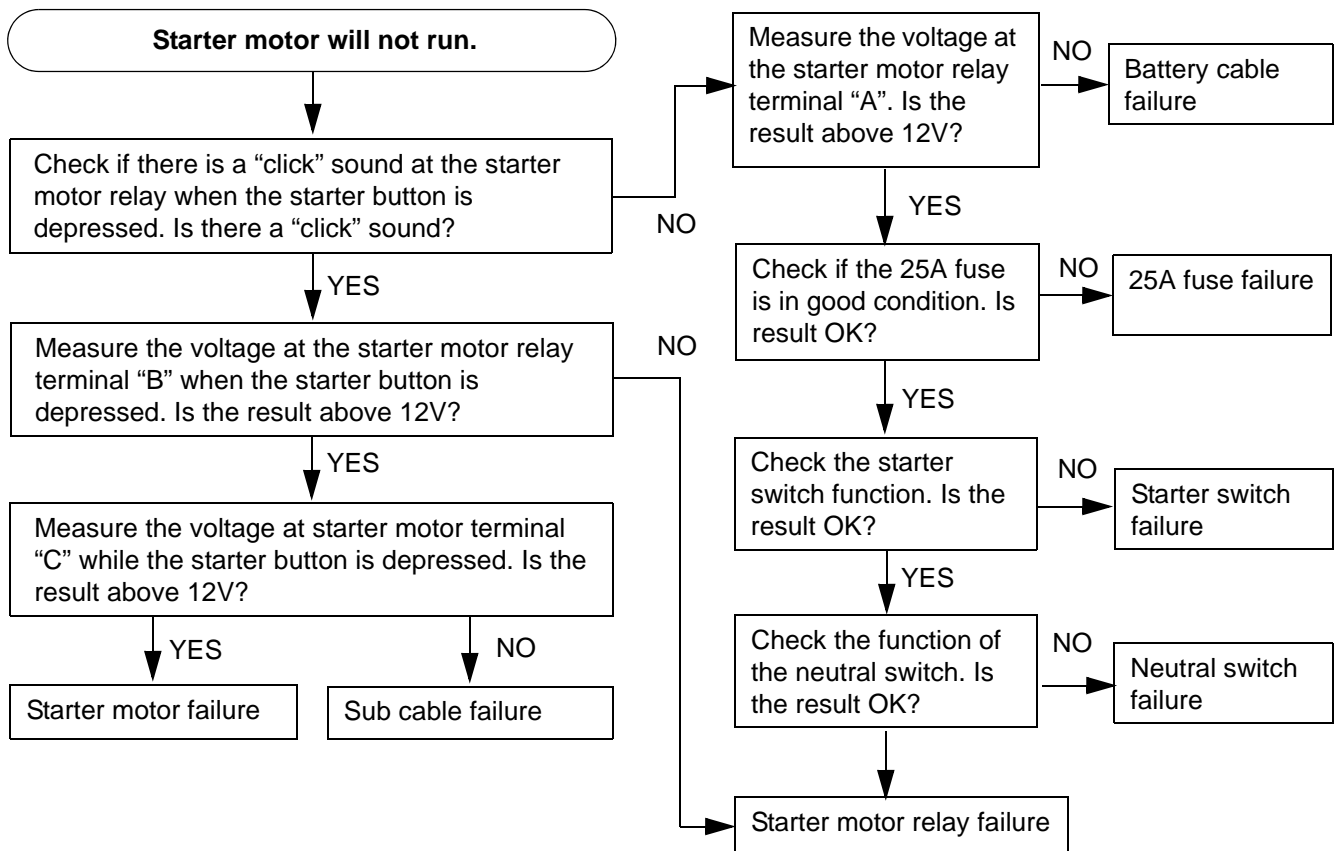 Starter motor will not run.
Check if there is a “click” sound at the starter
motor relay when the starter button is
depressed. Is there a “click” sound?
NO
YES
Measure the voltage at the starter motor relay
terminal “B” when the starter button is
depressed. Is the result above 12V?
NO
YES
Measure the voltage at starter motor terminal
“C” while the starter button is depressed. Is the
result above 12V?
YES
NO
Starter motor failure
Sub cable failure
Measure the voltage at
the starter motor relay
terminal “A”. Is the
result above 12V?
NO
Battery cable
failure
YES
Check if the 25A fuse
is in good condition. Is
result OK?
NO
25A fuse failure
YES
Check the starter
switch function. Is the
result OK?
NO
Starter switch
failure
YES
Check the function of
the neutral switch. Is
the result OK?
NO
Neutral switch
failure
Starter motor relay failure